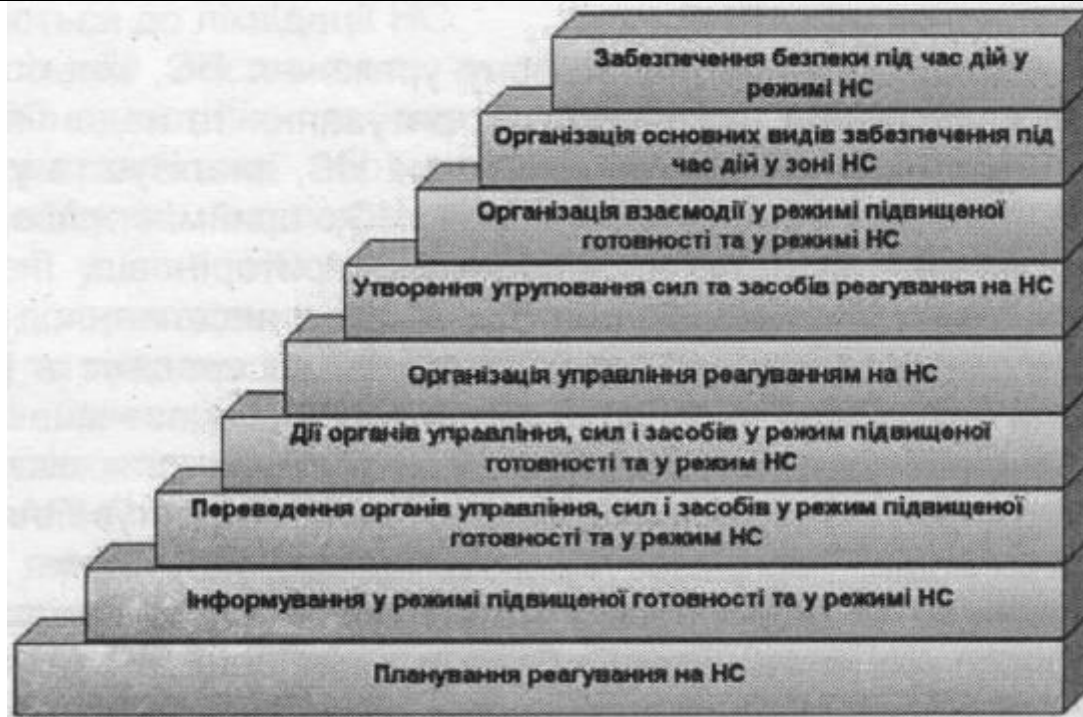 Забезпечення безпеки під час дій у
режимі НС
Організація основних видів забезпечення під
час дій у зоні НС
Організація взаємодії у режимі підвищеної
готовності та у режимі НС
Утворення угруповання сил та засобів реагування на НС
Організація управління реагуванням на НС
Дії органів управління, сил і засобів у режим підвищеної
готовності та у режим НС
Переведення органів управління, сил і засобів у режим підвищеної
готовності та у режим НС
Інформування у режимі підвищеної готовності та у режимі НС
Планування реагування на НС